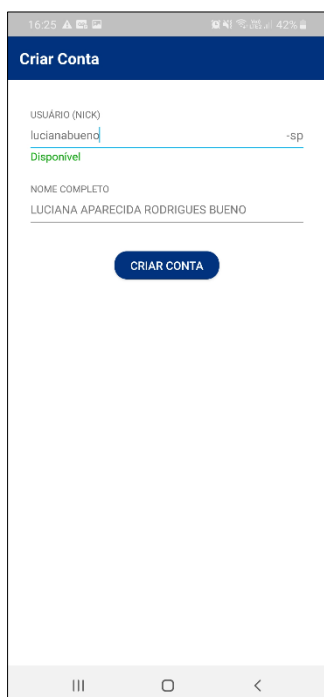 16:25 42%
Criar Conta
USUÁRIO (NICK)
lucianabueno -sp
Disponível
NOME COMPLETO
LUCIANA APARECIDA RODRIGUES BUENO
CRIAR CONTA